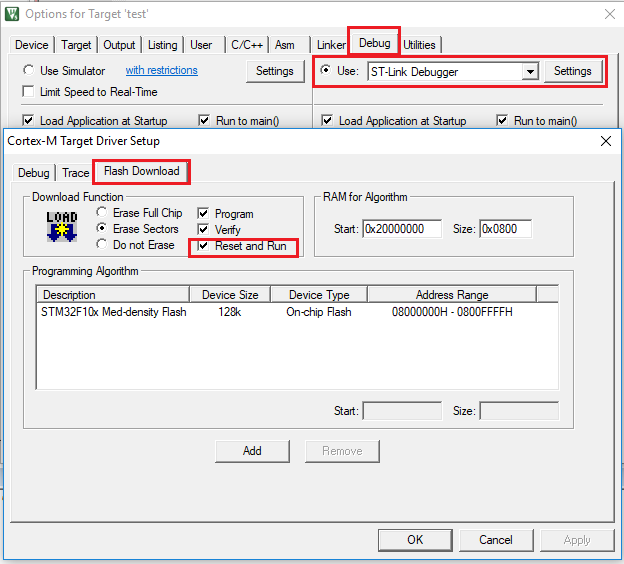 Options for Target 'test'
Device Target Output Listing User C/C++ Asm Linker Debug Utilities
Use Simulator with restrictions Settings Use: ST-Link Debugger Settings
Limit Speed to Real-Time
Load Application at Startup Run to main() Load Application at Startup Run to main()
Cortex-M Target Driver Setup
Debug Trace Flash Download
Download Function RAM for Algorithm
LOAD Erase Full Chip Program
Erase Sectors Verify Start: 0x20000000 Size: 0x0800
Do not Erase Reset and Run
Programming Algorithm
Description Device Size Device Type Address Range
STM32F10x Med-density Flash 128k On-chip Flash 08000000H - 0800FFFFH
Start: Size:
Add Remove
OK Cancel Apply